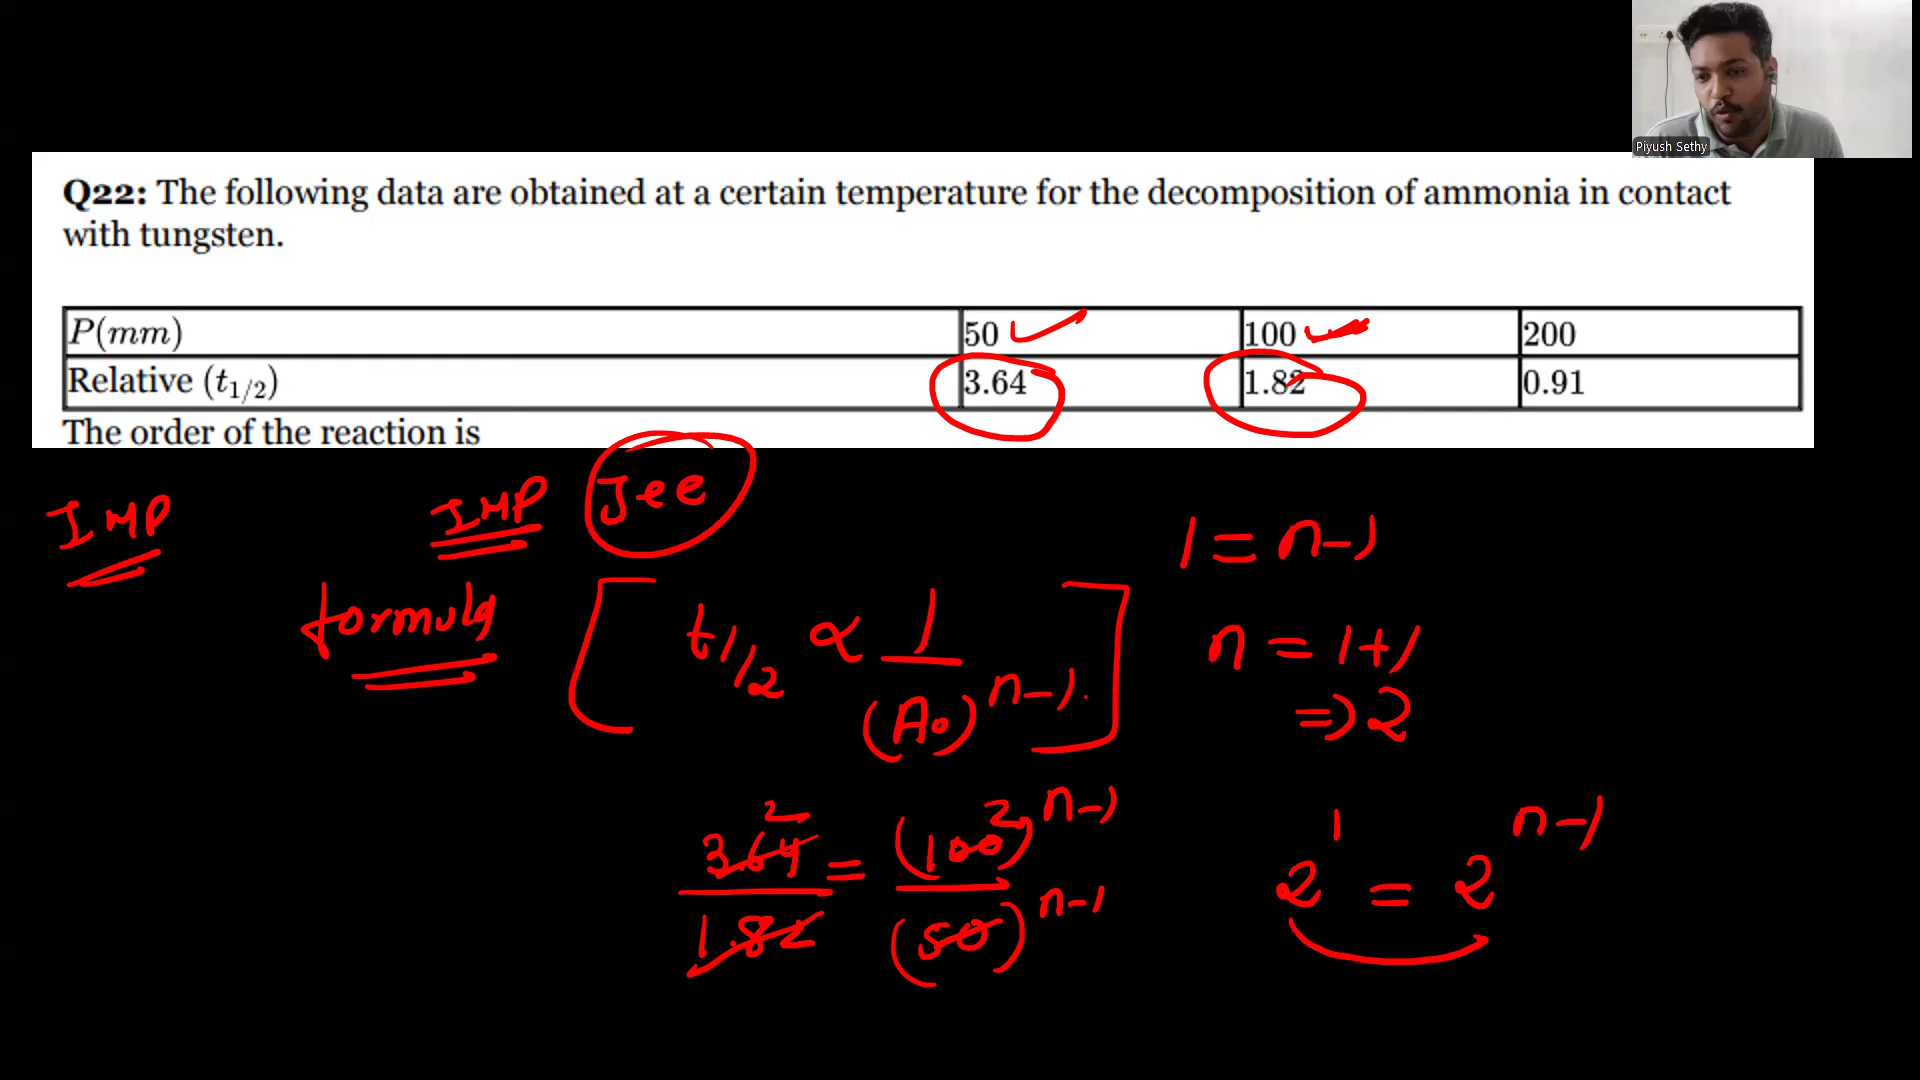 Piyush Sethy
Q22: The following data are obtained at a certain temperature for the decomposition of ammonia in contact
with tungsten.
P(mm) 50 100 200
Relative (t1/2) 3.64 1.82 0.91
The order of the reaction is
IMP IMP Jee
formula [ t1/2 ∝ 1/(A0)^n-1 ]
1 = n-1
n = 1+1
⇒ 2
3.64/1.82 = (100)^n-1/(50)^n-1
2 2
2^1 = 2^n-1